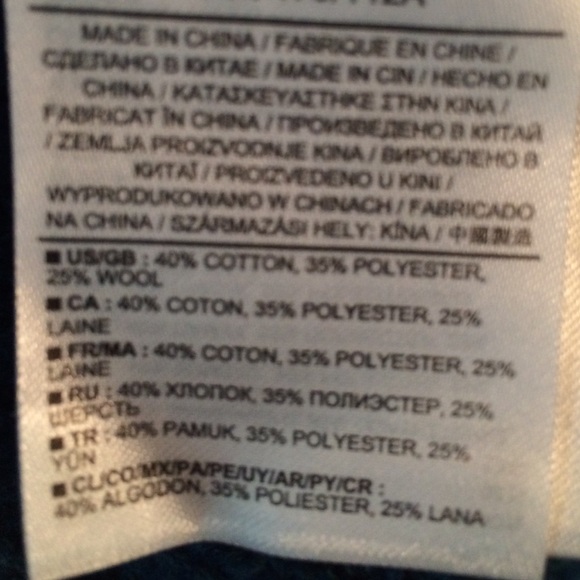 MADE IN CHINA / FABRIQUE EN CHINE /
СДЕЛАНО В КИТАЕ / MADE IN CIN / HECHO EN
CHINA / ΚΑΤΑΣΚΕΥΑΣΤΗΚΕ ΣΤΗΝ ΚΙΝΑ /
FABRICAT ÎN CHINA / ПРОИЗВЕДЕНО В КИТАЙ
/ ZEMLJA PROIZVODNJE KINA / ВИРОБЛЕНО В
КИТАЇ / PROIZVEDENO U KINI /
WYPRODUKOWANO W CHINACH / FABRICADO
NA CHINA / SZÁRMAZÁSI HELY: KÍNA / 中國製造
■ US/GB : 40% COTTON, 35% POLYESTER,
25% WOOL
■ CA : 40% COTON, 35% POLYESTER, 25%
LAINE
■ FR/MA : 40% COTON, 35% POLYESTER, 25%
LAINE
■ RU : 40% ХЛОПОК, 35% ПОЛИЭСТЕР, 25%
ШЕРСТЬ
■ TR : 40% PAMUK, 35% POLYESTER, 25%
YÜN
■ CL/CO/MX/PA/PE/UY/AR/PY/CR :
40% ALGODON, 35% POLIESTER, 25% LANA